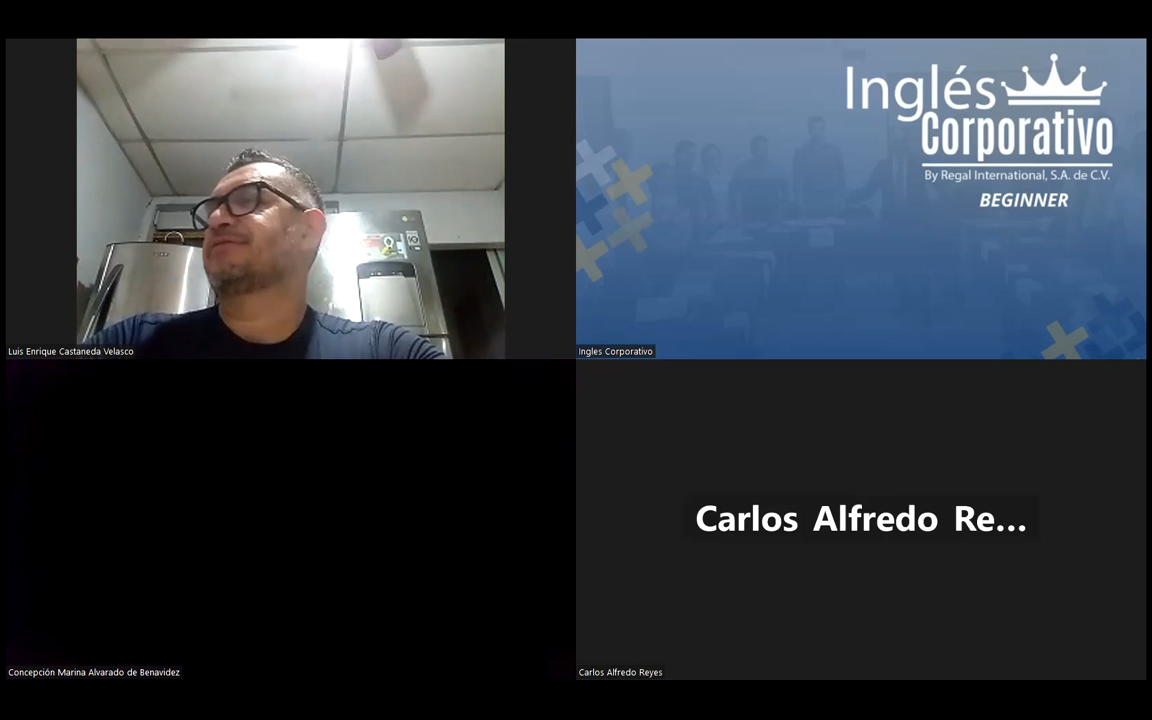 Inglés
Corporativo
By Regal International, S.A. de C.V.
BEGINNER
Luis Enrique Castaneda Velasco
Ingles Corporativo
Carlos Alfredo Re...
Concepción Marina Alvarado de Benavidez
Carlos Alfredo Reyes